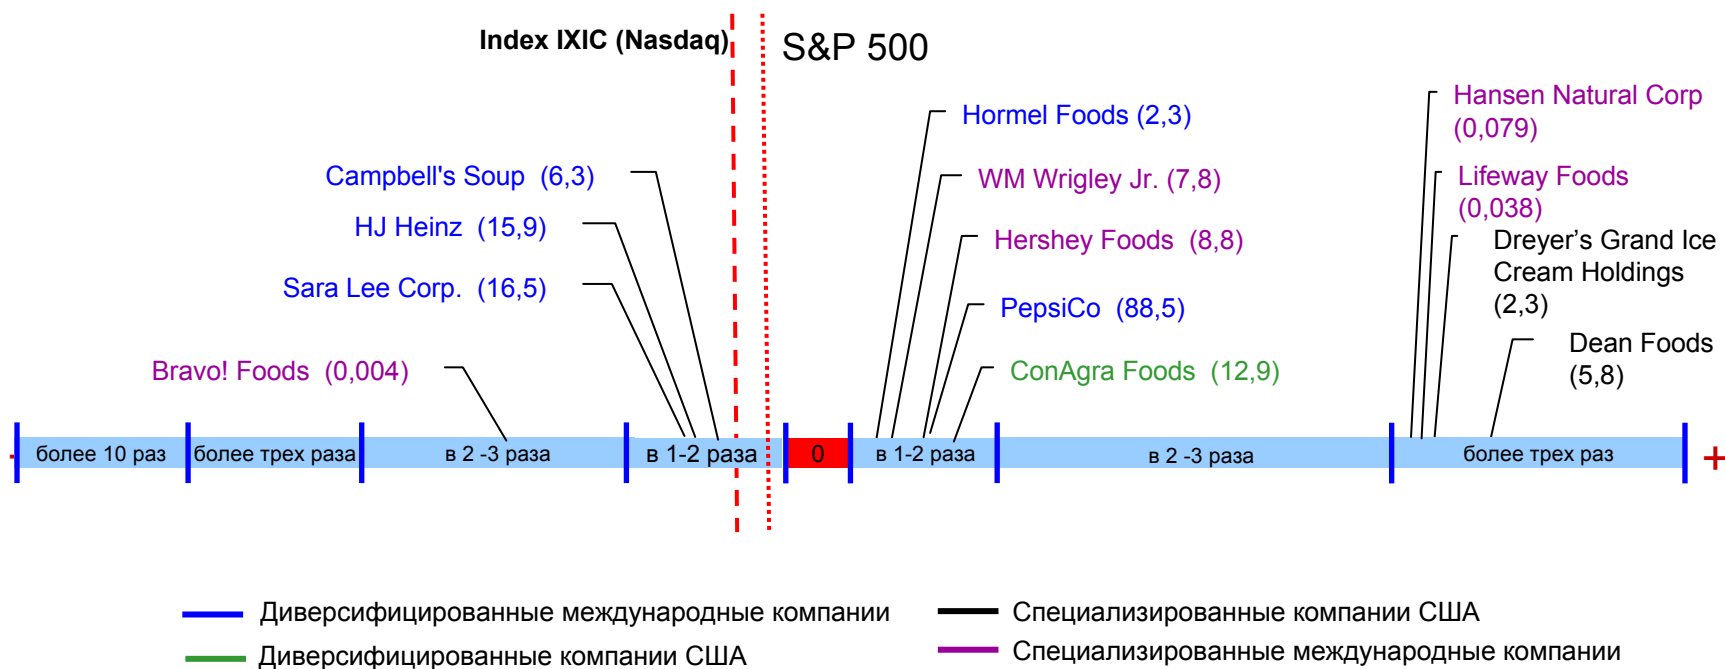 Index IXIC (Nasdaq)
S&P 500
Hormel Foods (2,3)
Hansen Natural Corp
(0,079)
Campbell's Soup (6,3)
WM Wrigley Jr. (7,8)
Lifeway Foods
(0,038)
HJ Heinz (15,9)
Hershey Foods (8,8)
Dreyer’s Grand Ice
Cream Holdings
(2,3)
Sara Lee Corp. (16,5)
PepsiCo (88,5)
Bravo! Foods (0,004)
ConAgra Foods (12,9)
Dean Foods
(5,8)
-
более 10 раз
более трех раза
в 2 -3 раза
в 1-2 раза
0
в 1-2 раза
в 2 -3 раза
более трех раз
+
Диверсифицированные международные компании
Специализированные компании США
Диверсифицированные компании США
Специализированные международные компании